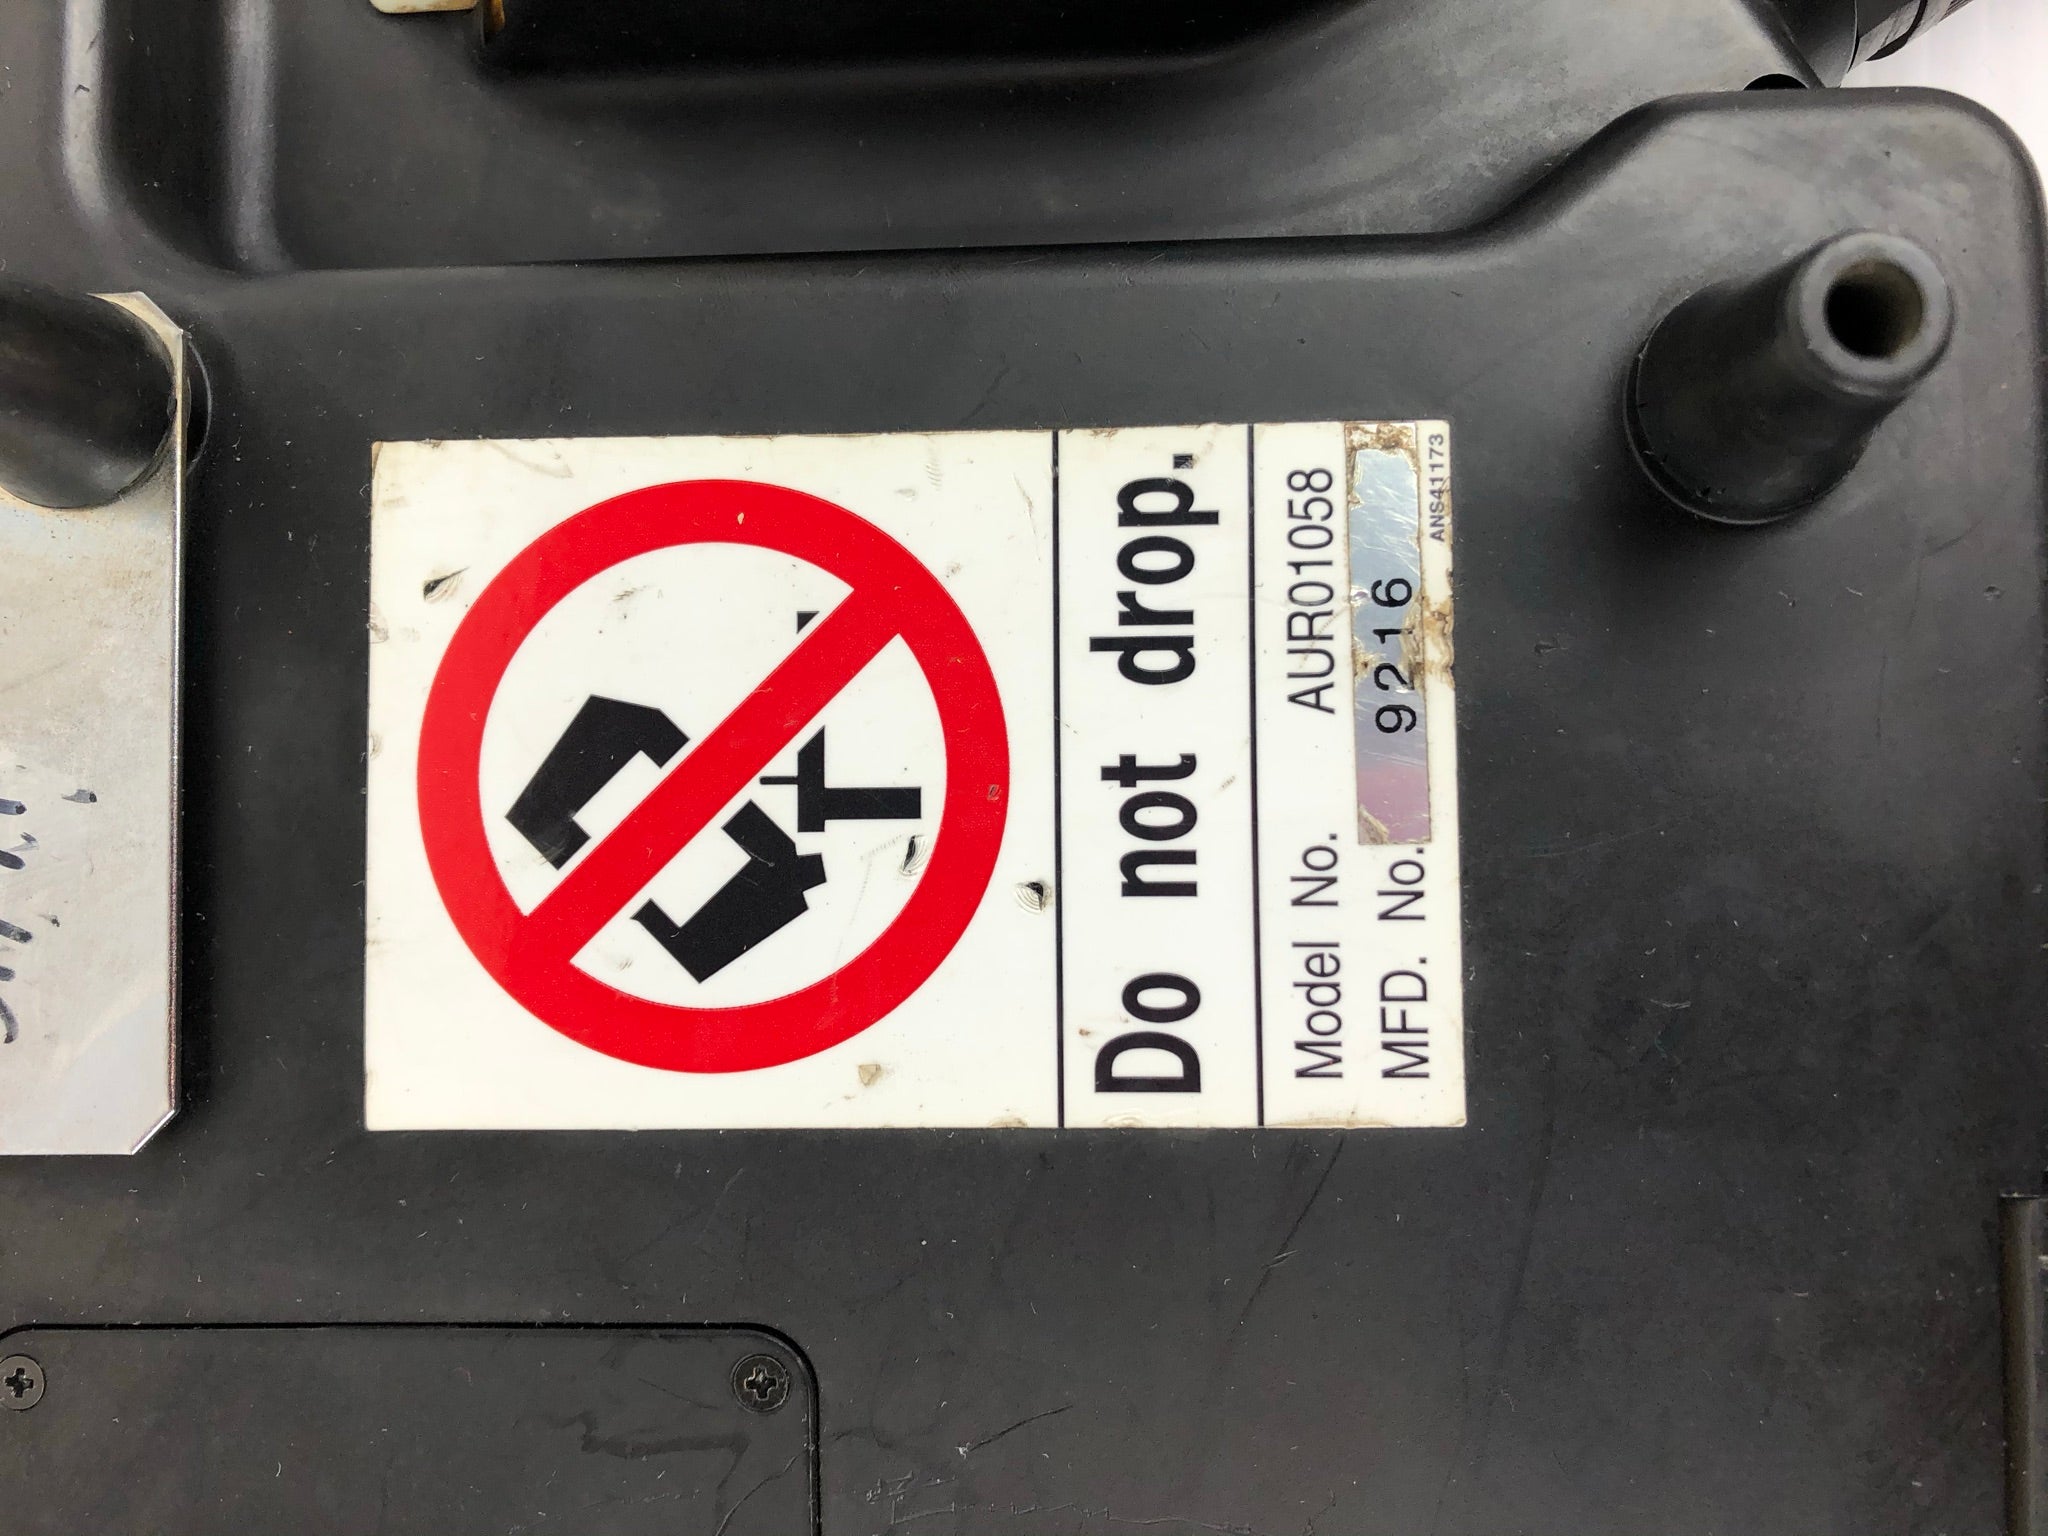 Do not drop.
Model No. AUR01058
MFD. No. 9216
ANS41173